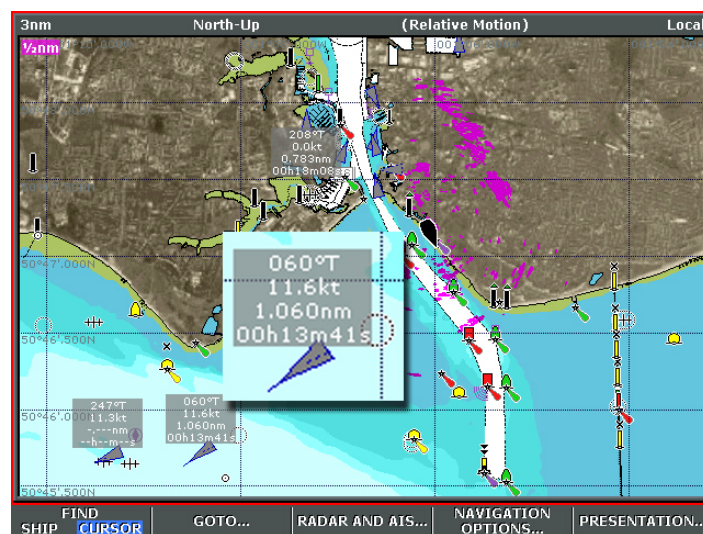 3nm North-Up (Relative Motion) Local
½nm
208°T
0.0kt
0.783nm
00h18m08s
50°47'.000N
060°T
11.6kt
1.060nm
00h13m41s
50°46'.500N
247°T
11.3kt
-.---nm
--h--m--s
060°T
11.6kt
1.060nm
00h13m41s
50°46'.000N
50°45'.500N
FIND
SHIP CURSOR
GOTO...
RADAR AND AIS...
NAVIGATION
OPTIONS...
PRESENTATION...